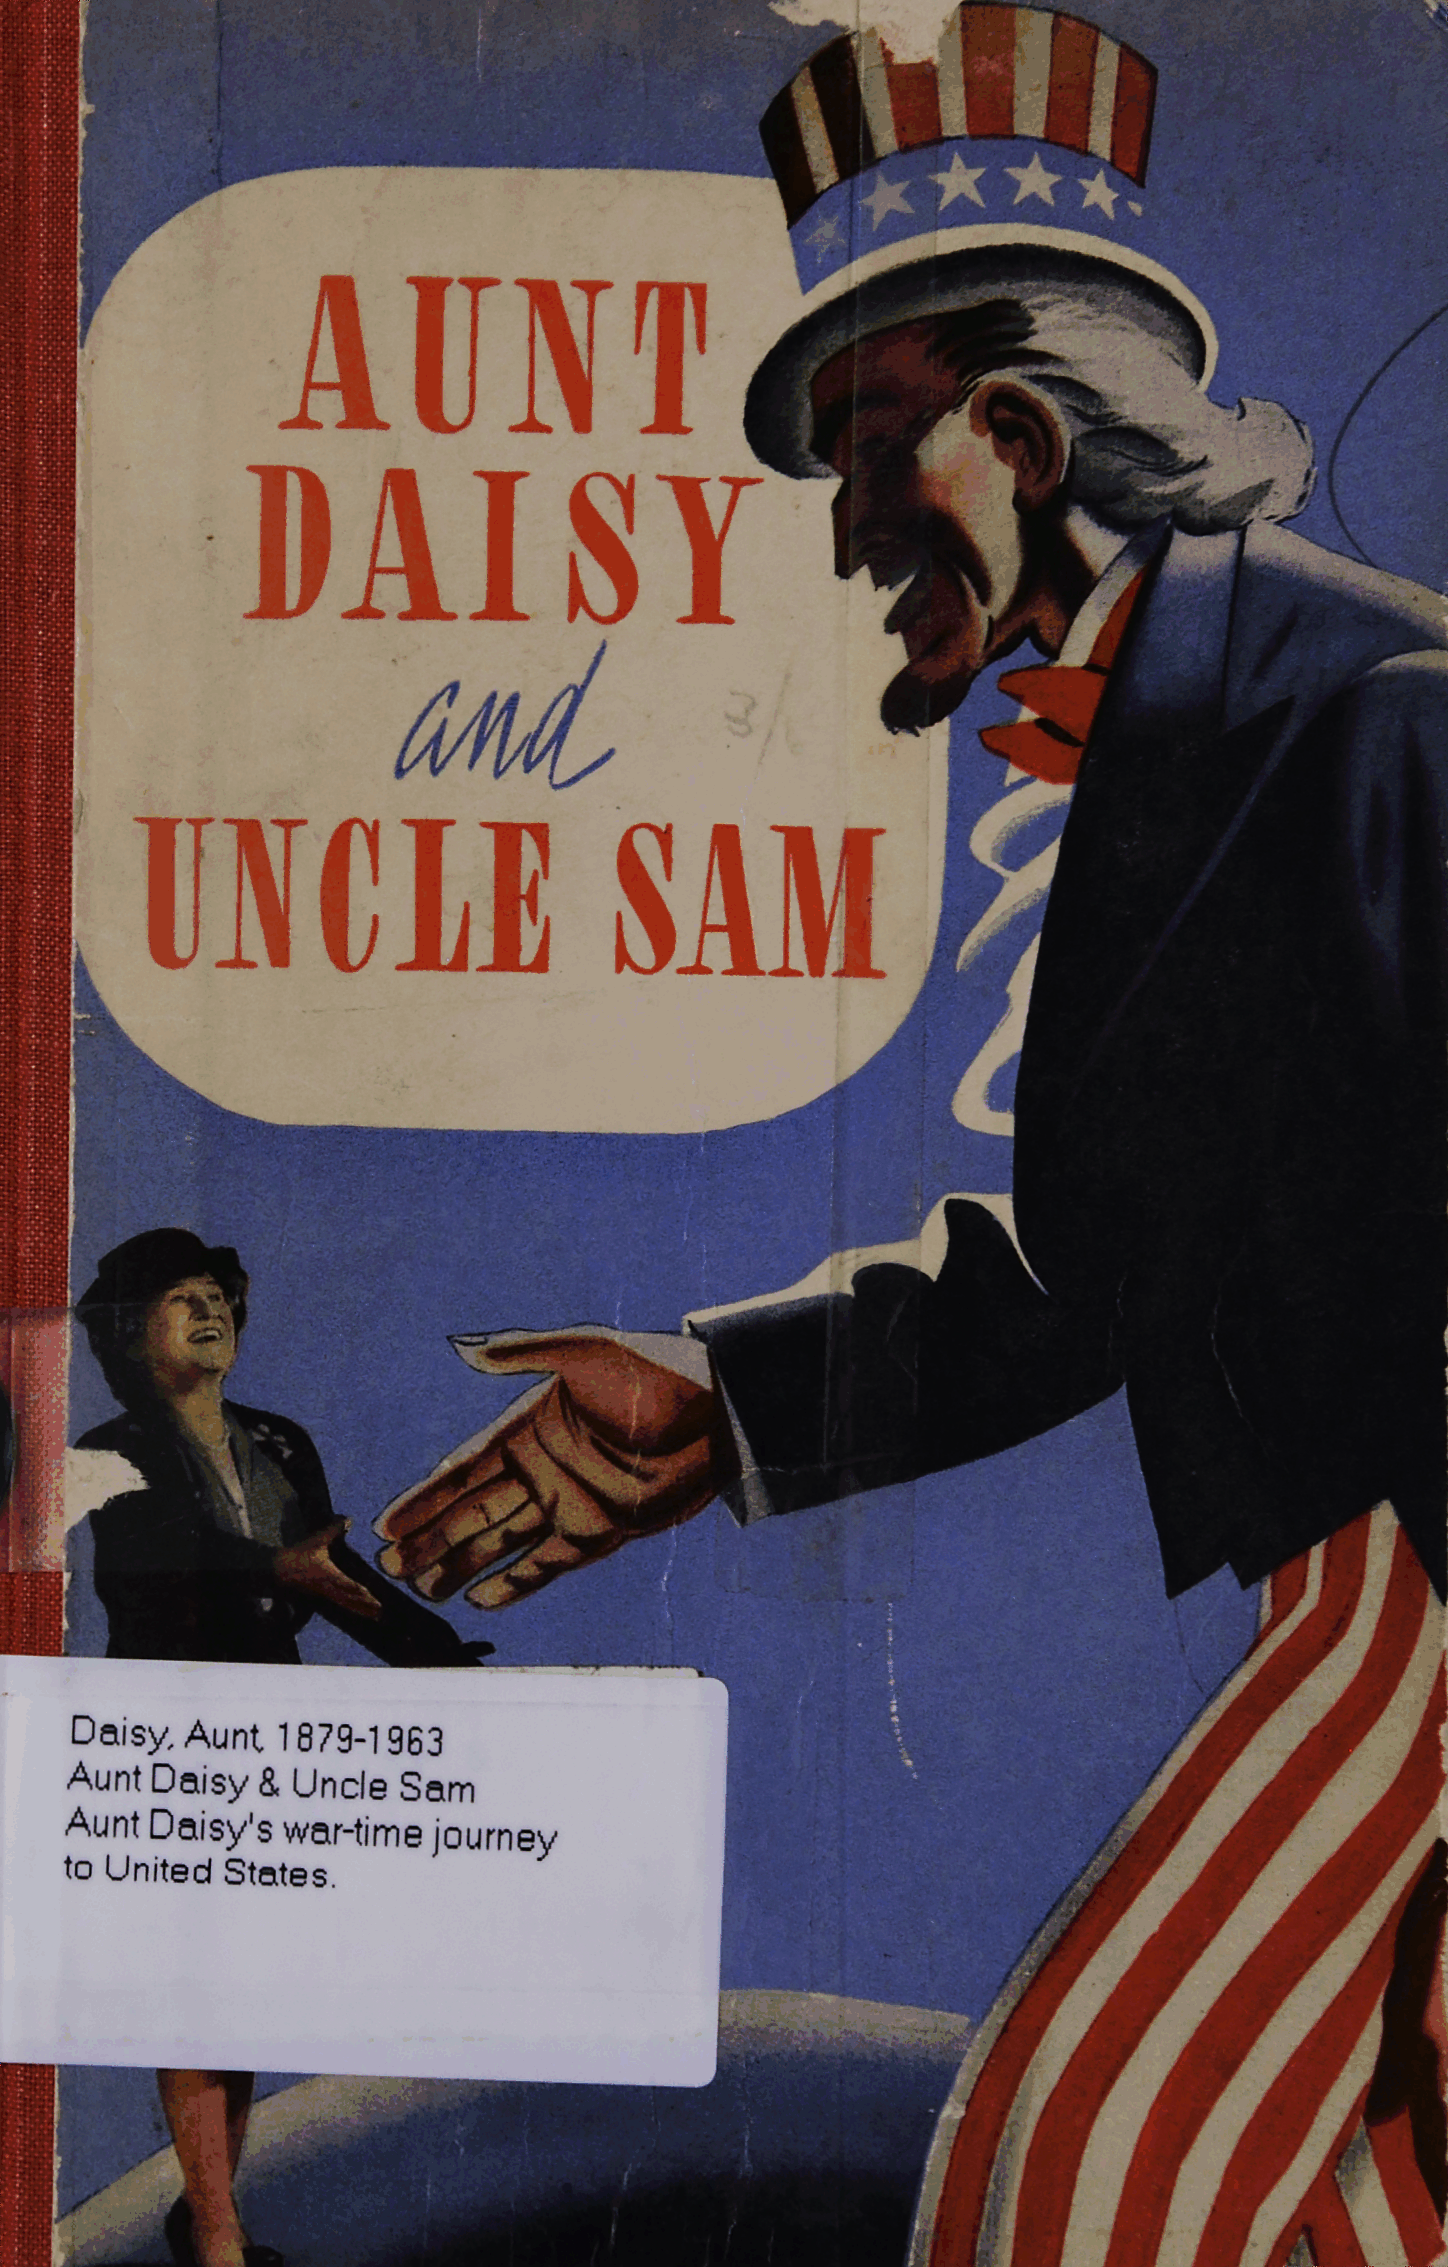 AUNT
DAISY
and
UNCLE SAM
Daisy, Aunt, 1879-1963
Aunt Daisy & Uncle Sam
Aunt Daisy's war-time journey
to United States.